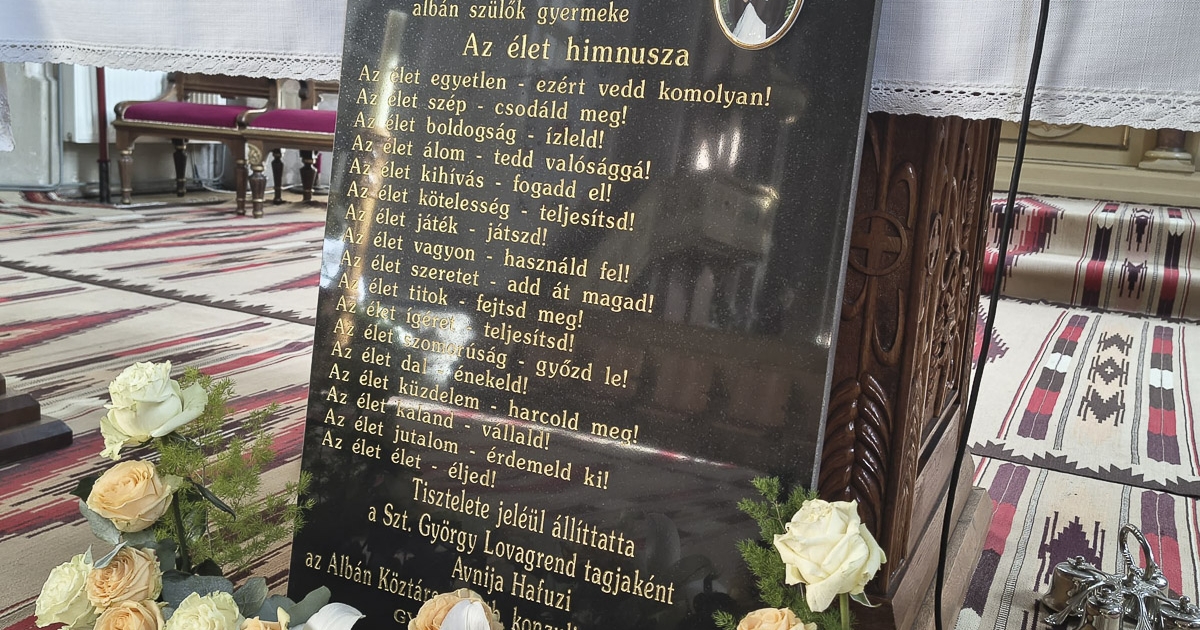 albán szülők gyermeke
Az élet himnusza
Az élet egyetlen - ezért vedd komolyan!
Az élet szép - csodáld meg!
Az élet boldogság - ízleld!
Az élet álom - tedd valósággá!
Az élet kihívás - fogadd el!
Az élet kötelesség - teljesítsd!
Az élet játék - játszd!
Az élet vagyon - használd fel!
Az élet szeretet - add át magad!
Az élet titok - fejtsd meg!
Az élet ígéret - teljesítsd!
Az élet szomorúság - győzd le!
Az élet dal - énekeld!
Az élet küzdelem - harcold meg!
Az élet kaland - vállald!
Az élet jutalom - érdemeld ki!
Az élet élet - éljed!
Tisztelete jeléül állíttatta
a Szt. György Lovagrend tagjaként
Avnija Hafuzi
az Albán